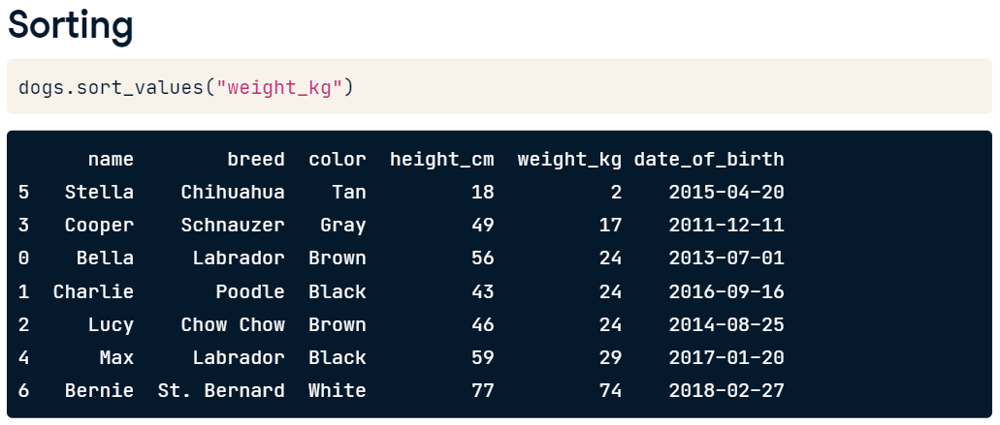 Sorting
dogs.sort_values("weight_kg")
      name        breed  color  height_cm  weight_kg date_of_birth
5   Stella    Chihuahua    Tan         18          2    2015-04-20
3   Cooper    Schnauzer   Gray         49         17    2011-12-11
0    Bella     Labrador  Brown         56         24    2013-07-01
1  Charlie       Poodle  Black         43         24    2016-09-16
2     Lucy    Chow Chow  Brown         46         24    2014-08-25
4      Max     Labrador  Black         59         29    2017-01-20
6   Bernie  St. Bernard  White         77         74    2018-02-27